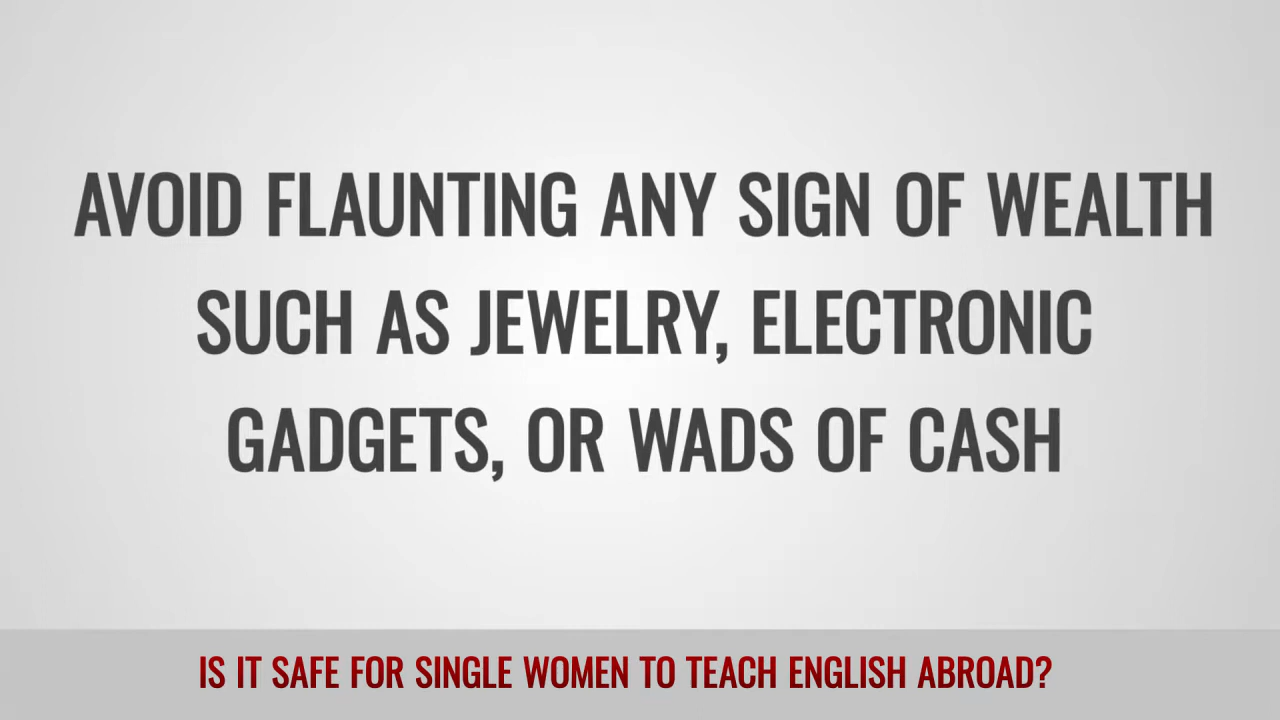 AVOID FLAUNTING ANY SIGN OF WEALTH
SUCH AS JEWELRY, ELECTRONIC
GADGETS, OR WADS OF CASH
IS IT SAFE FOR SINGLE WOMEN TO TEACH ENGLISH ABROAD?